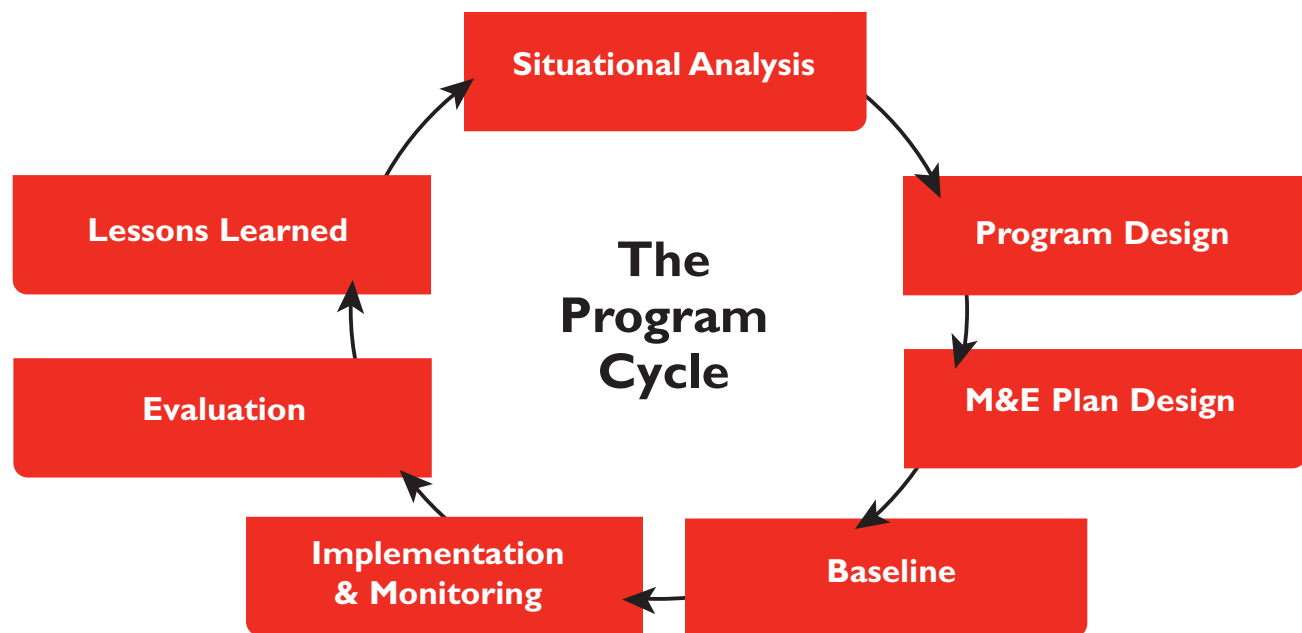 Situational Analysis
Program Design
M&E Plan Design
Baseline
Implementation
& Monitoring
Evaluation
Lessons Learned
The
Program
Cycle